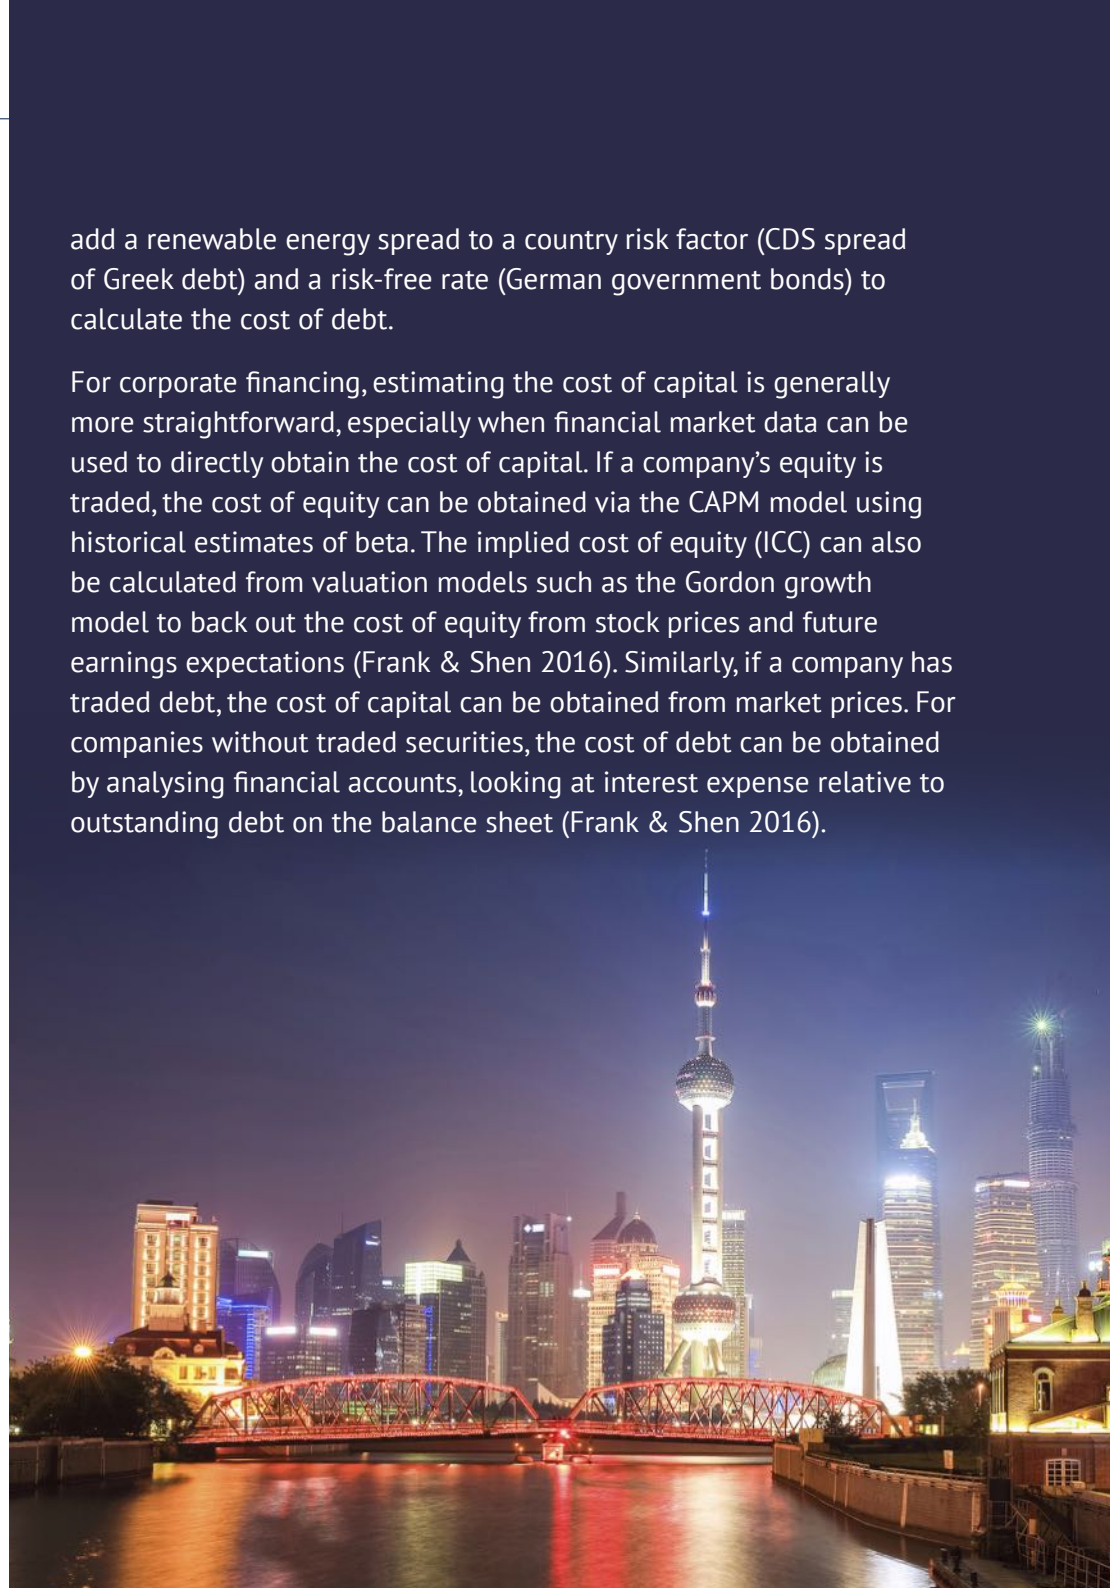 add a renewable energy spread to a country risk factor (CDS spread
of Greek debt) and a risk-free rate (German government bonds) to
calculate the cost of debt.
For corporate financing, estimating the cost of capital is generally
more straightforward, especially when financial market data can be
used to directly obtain the cost of capital. If a company’s equity is
traded, the cost of equity can be obtained via the CAPM model using
historical estimates of beta. The implied cost of equity (ICC) can also
be calculated from valuation models such as the Gordon growth
model to back out the cost of equity from stock prices and future
earnings expectations (Frank & Shen 2016). Similarly, if a company has
traded debt, the cost of capital can be obtained from market prices. For
companies without traded securities, the cost of debt can be obtained
by analysing financial accounts, looking at interest expense relative to
outstanding debt on the balance sheet (Frank & Shen 2016).